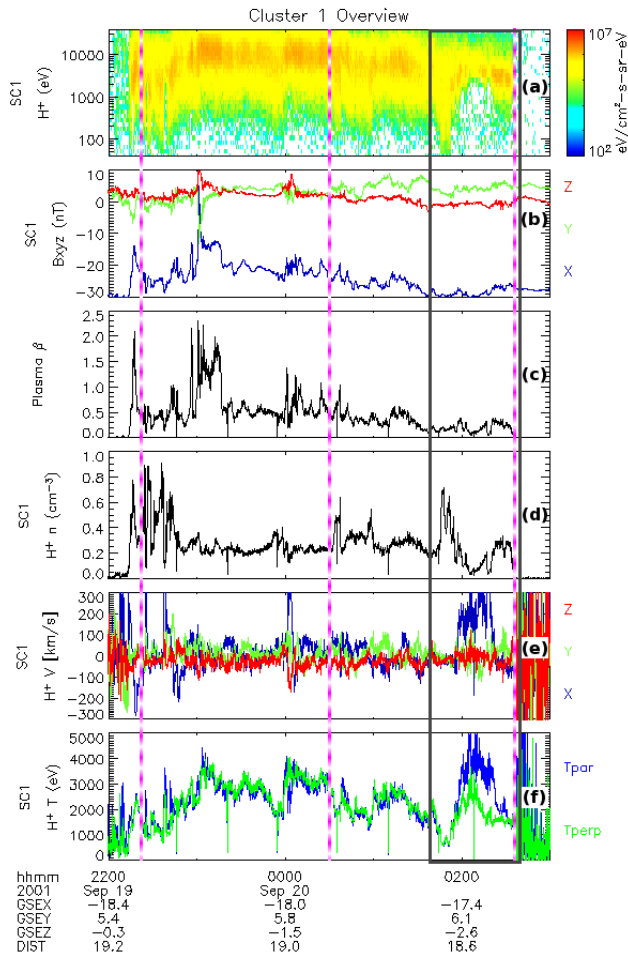 Cluster 1 Overview
SC1
H⁺ (eV)
10000
1000
100
(a)
10⁷
10²
eV/cm²-s-sr-eV
SC1
Bxyz (nT)
10
0
-10
-20
-30
(b)
Z
Y
X
Plasma β
2.5
2.0
1.5
1.0
0.5
0.0
(c)
SC1
H⁺ n (cm⁻³)
1.0
0.8
0.6
0.4
0.2
0.0
(d)
SC1
H⁺ V [km/s]
300
200
100
0
-100
-200
-300
(e)
Z
Y
X
SC1
H⁺ T (eV)
5000
4000
3000
2000
1000
0
(f)
Tpar
Tperp
hhmm 2200 0000 0200
2001 Sep 19 Sep 20
GSEX -18.4 -18.0 -17.4
GSEY 5.4 5.8 6.1
GSEZ -0.3 -1.5 -2.6
DIST 19.2 19.0 18.6